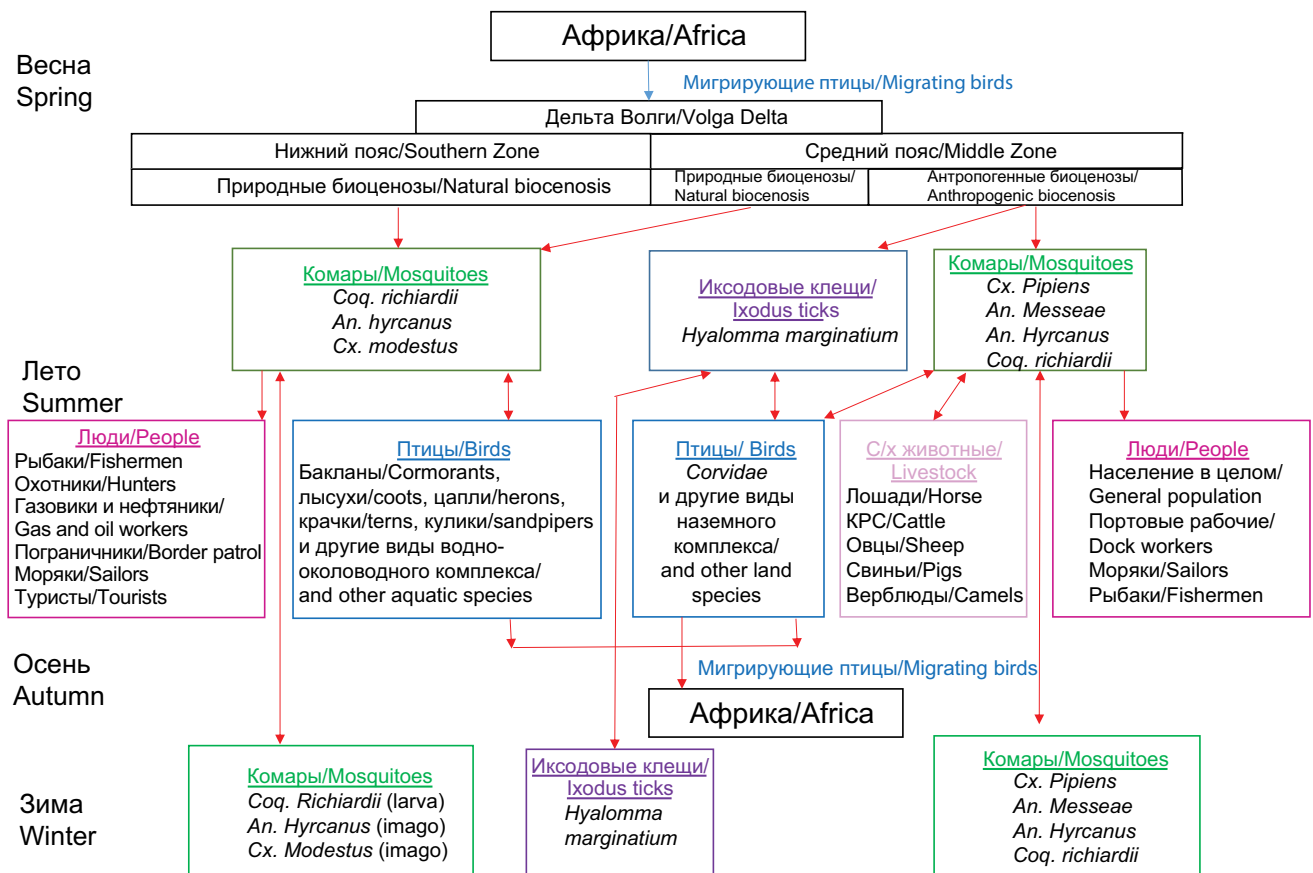 Африка/Africa
Весна
Spring
Мигрирующие птицы/Migrating birds
Дельта Волги/Volga Delta
Нижний пояс/Southern Zone
Средний пояс/Middle Zone
Природные биоценозы/Natural biocenosis
Природные биоценозы/
Natural biocenosis
Антропогенные биоценозы/
Anthropogenic biocenosis
Комары/Mosquitoes
Coq. richiardii
An. hyrcanus
Cx. modestus
Иксодовые клещи/
Ixodus ticks
Hyalomma marginatium
Комары/Mosquitoes
Cx. Pipiens
An. Messeae
An. Hyrcanus
Coq. richiardii
Лето
Summer
Люди/People
Рыбаки/Fishermen
Охотники/Hunters
Газовики и нефтяники/
Gas and oil workers
Пограничники/Border patrol
Моряки/Sailors
Туристы/Tourists
Птицы/Birds
Бакланы/Cormorants,
лысухи/coots, цапли/herons,
крачки/terns, кулики/sandpipers
и другие виды водно-
околоводного комплекса/
and other aquatic species
Птицы/ Birds
Corvidae
и другие виды
наземного
комплекса/
and other land
species
С/х животные/
Livestock
Лошади/Horse
КРС/Cattle
Овцы/Sheep
Свиньи/Pigs
Верблюды/Camels
Люди/People
Население в целом/
General population
Портовые рабочие/
Dock workers
Моряки/Sailors
Рыбаки/Fishermen
Осень
Autumn
Мигрирующие птицы/Migrating birds
Африка/Africa
Зима
Winter
Комары/Mosquitoes
Coq. Richiardii (larva)
An. Hyrcanus (imago)
Cx. Modestus (imago)
Иксодовые клещи/
Ixodus ticks
Hyalomma
marginatium
Комары/Mosquitoes
Cx. Pipiens
An. Messeae
An. Hyrcanus
Coq. richiardii